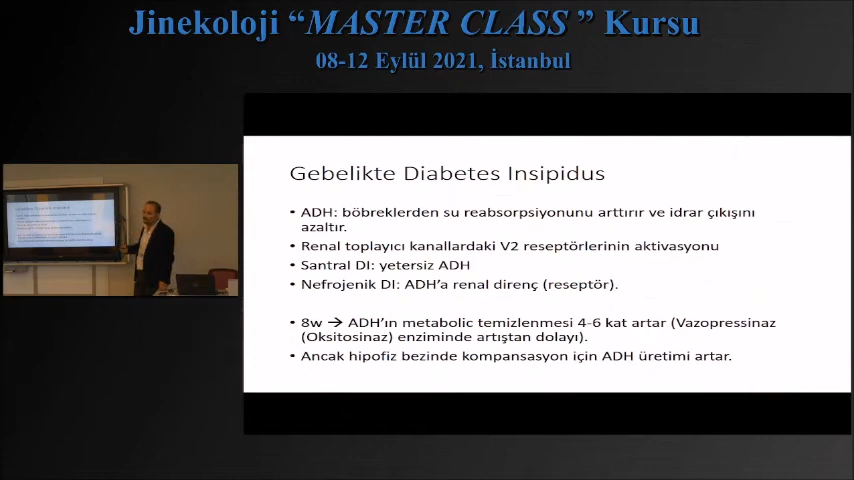 Jinekoloji “MASTER CLASS ” Kursu
08-12 Eylül 2021, İstanbul
Gebelikte Diabetes Insipidus
• ADH: böbreklerden su reabsorpsiyonunu arttırır ve idrar çıkışını
azaltır.
• Renal toplayıcı kanallardaki V2 reseptörlerinin aktivasyonu
• Santral DI: yetersiz ADH
• Nefrojenik DI: ADH’a renal direnç (reseptör).
• 8w → ADH’ın metabolic temizlenmesi 4-6 kat artar (Vazopressinaz
(Oksitosinaz) enziminde artıştan dolayı).
• Ancak hipofiz bezinde kompansasyon için ADH üretimi artar.